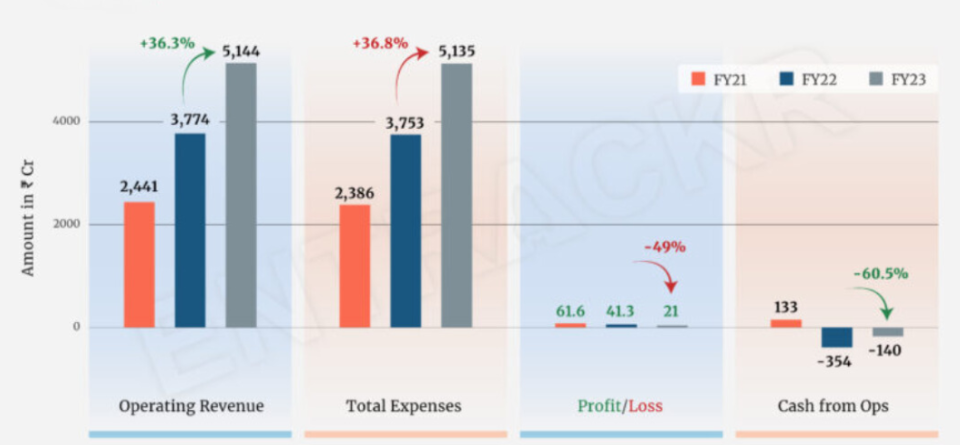 +36.3%
5,144
3,774
2,441
+36.8%
5,135
3,753
2,386
FY21 FY22 FY23
4000
2000
0
Amount in ₹ Cr
-49%
61.6 41.3 21
-60.5%
133
-354
-140
Operating Revenue
Total Expenses
Profit/Loss
Cash from Ops
ENTRACKR